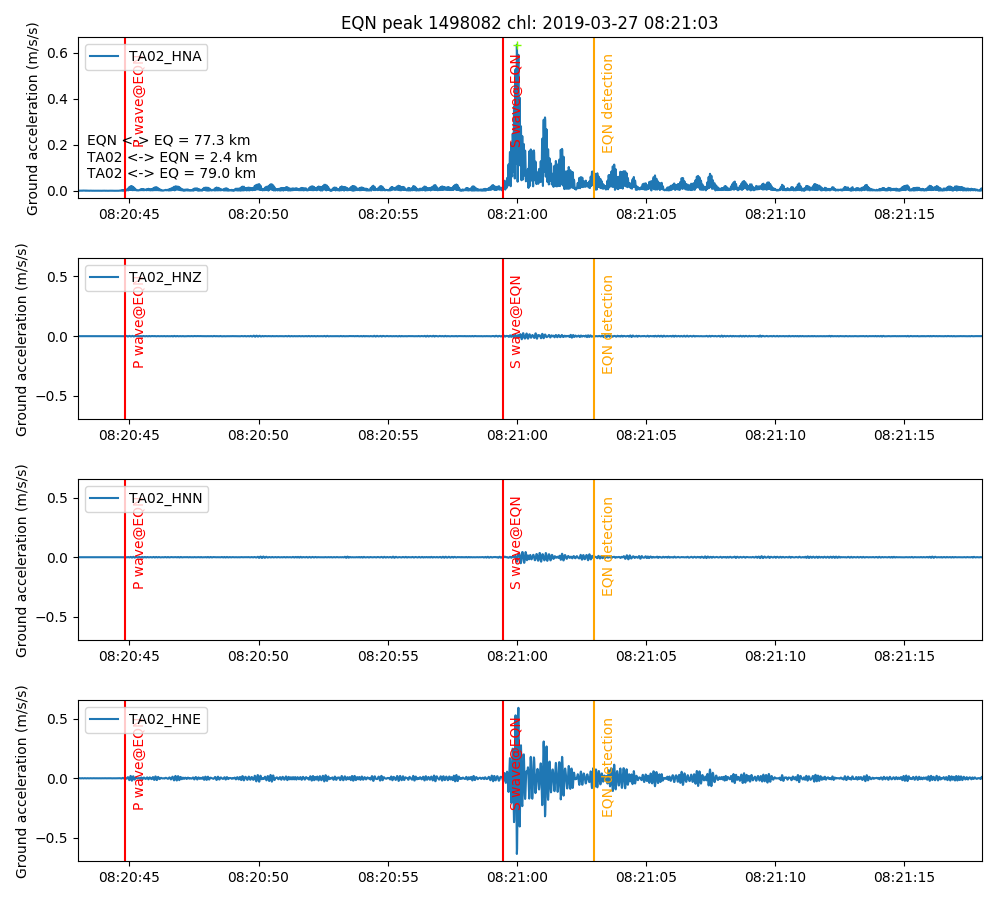 EQN peak 1498082 chl: 2019-03-27 08:21:03
Ground acceleration (m/s/s)
0.6
0.4
0.2
0.0
TA02_HNA
P wave@EQN
S wave@EQN
EQN detection
EQN <-> EQ = 77.3 km
TA02 <-> EQN = 2.4 km
TA02 <-> EQ = 79.0 km
08:20:45 08:20:50 08:20:55 08:21:00 08:21:05 08:21:10 08:21:15
Ground acceleration (m/s/s)
0.5
0.0
−0.5
TA02_HNZ
P wave@EQN
S wave@EQN
EQN detection
08:20:45 08:20:50 08:20:55 08:21:00 08:21:05 08:21:10 08:21:15
Ground acceleration (m/s/s)
0.5
0.0
−0.5
TA02_HNN
P wave@EQN
S wave@EQN
EQN detection
08:20:45 08:20:50 08:20:55 08:21:00 08:21:05 08:21:10 08:21:15
Ground acceleration (m/s/s)
0.5
0.0
−0.5
TA02_HNE
P wave@EQN
S wave@EQN
EQN detection
08:20:45 08:20:50 08:20:55 08:21:00 08:21:05 08:21:10 08:21:15